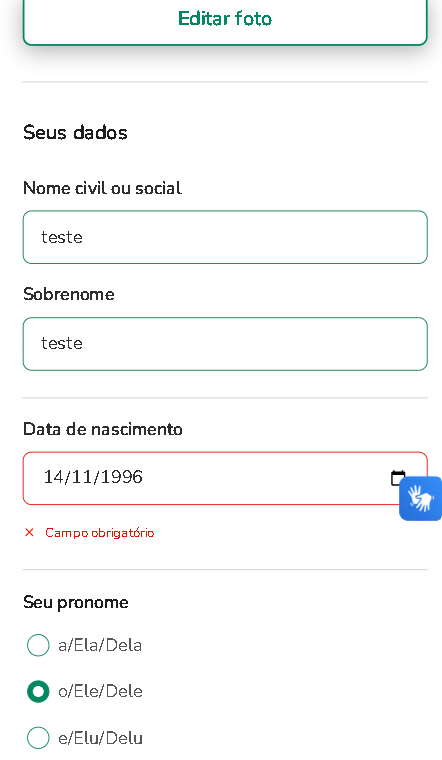 Editar foto
Seus dados
Nome civil ou social
teste
Sobrenome
teste
Data de nascimento
14/11/1996
× Campo obrigatório
Seu pronome
a/Ela/Dela
o/Ele/Dele
e/Elu/Delu